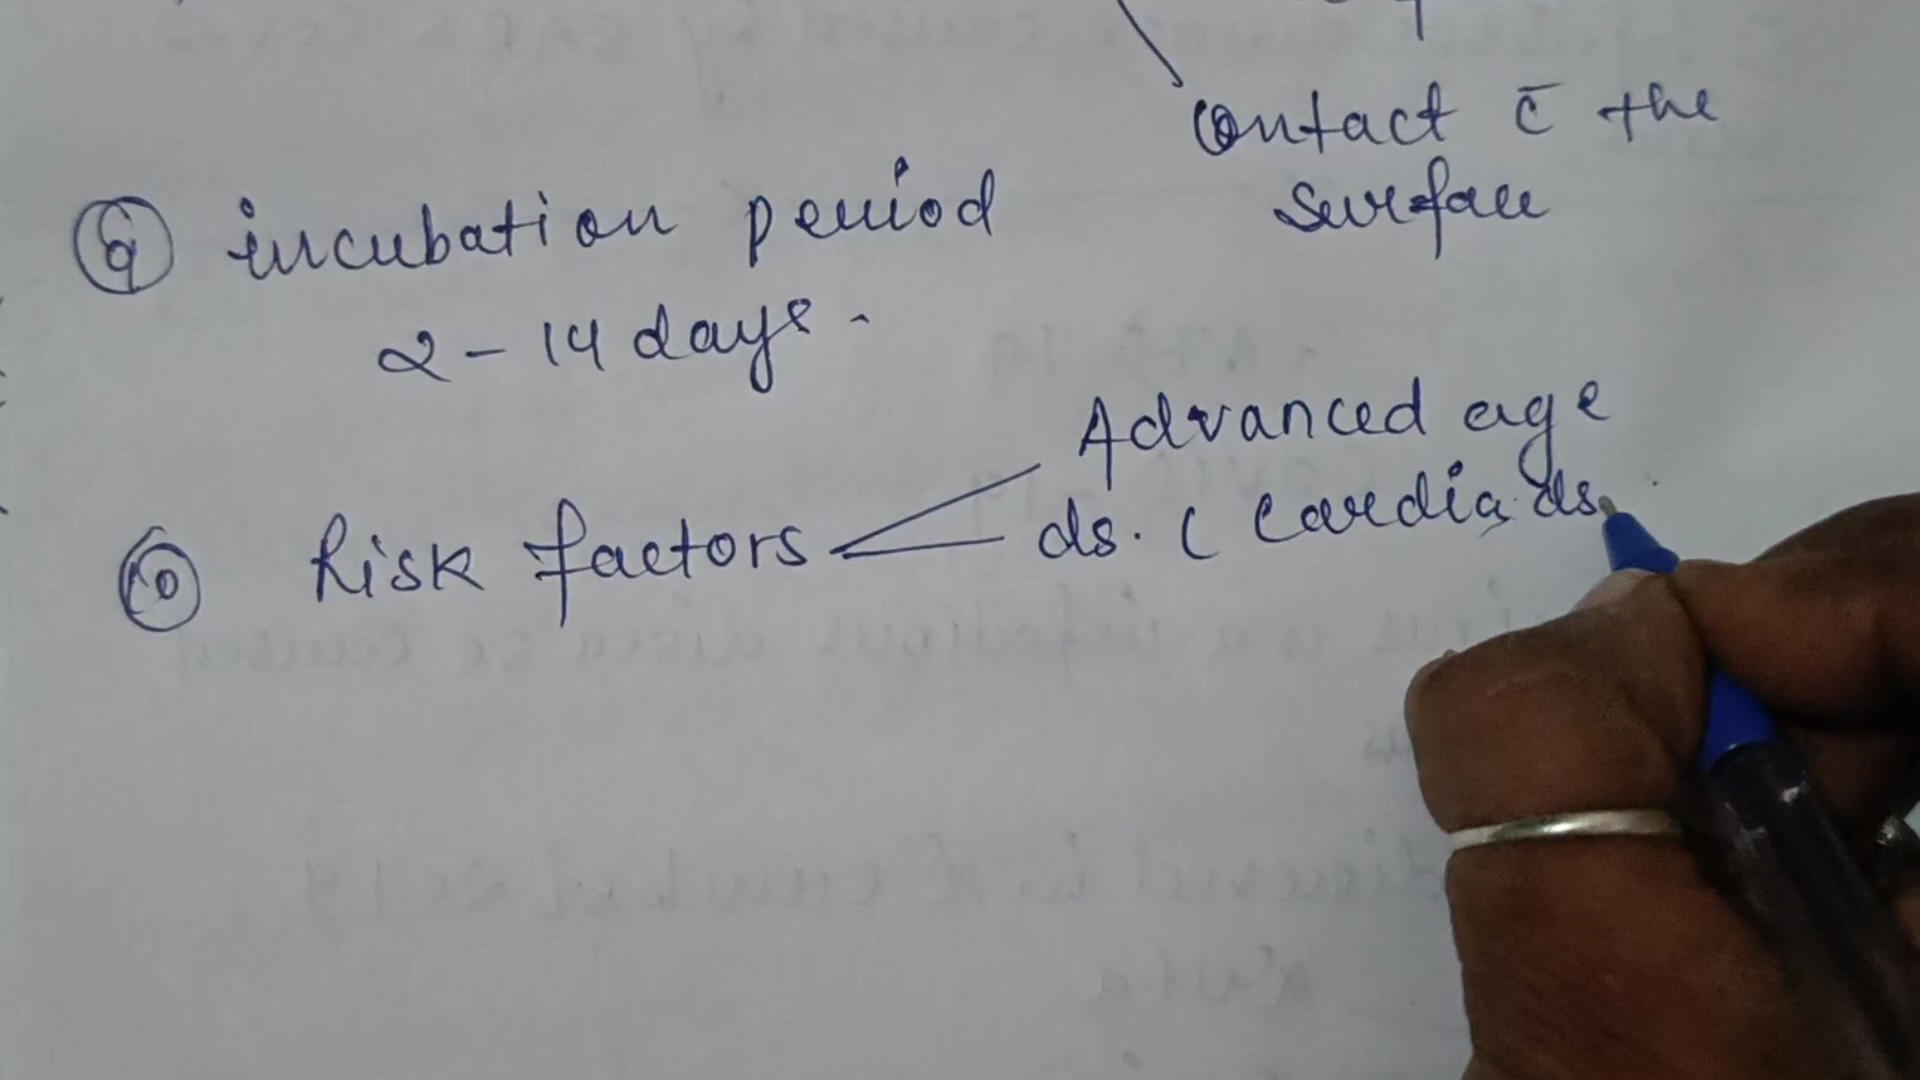 contact c̄ the
surface
9 incubation period
2 - 14 days.
Advanced age
10 Risk factors ds. ( Cardiac ds.